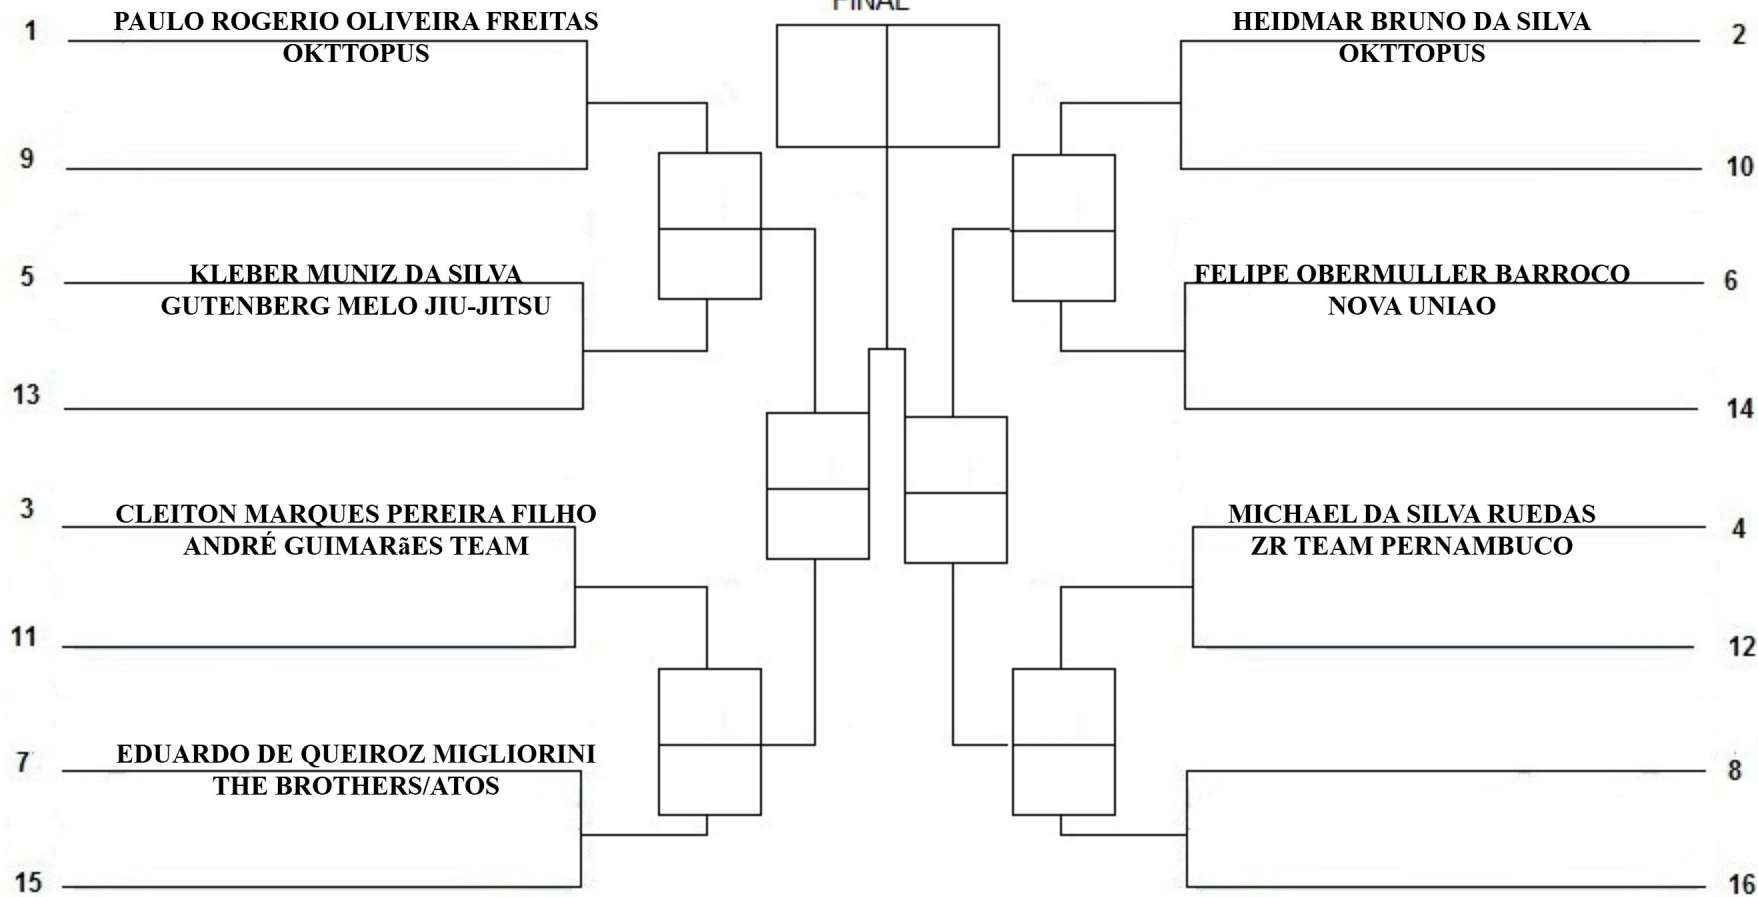 FINAL
1
PAULO ROGERIO OLIVEIRA FREITAS
OKTTOPUS
9
5
KLEBER MUNIZ DA SILVA
GUTENBERG MELO JIU-JITSU
13
3
CLEITON MARQUES PEREIRA FILHO
ANDRÉ GUIMARãES TEAM
11
7
EDUARDO DE QUEIROZ MIGLIORINI
THE BROTHERS/ATOS
15
HEIDMAR BRUNO DA SILVA
2
OKTTOPUS
10
FELIPE OBERMULLER BARROCO
6
NOVA UNIAO
14
MICHAEL DA SILVA RUEDAS
4
ZR TEAM PERNAMBUCO
12
8
16